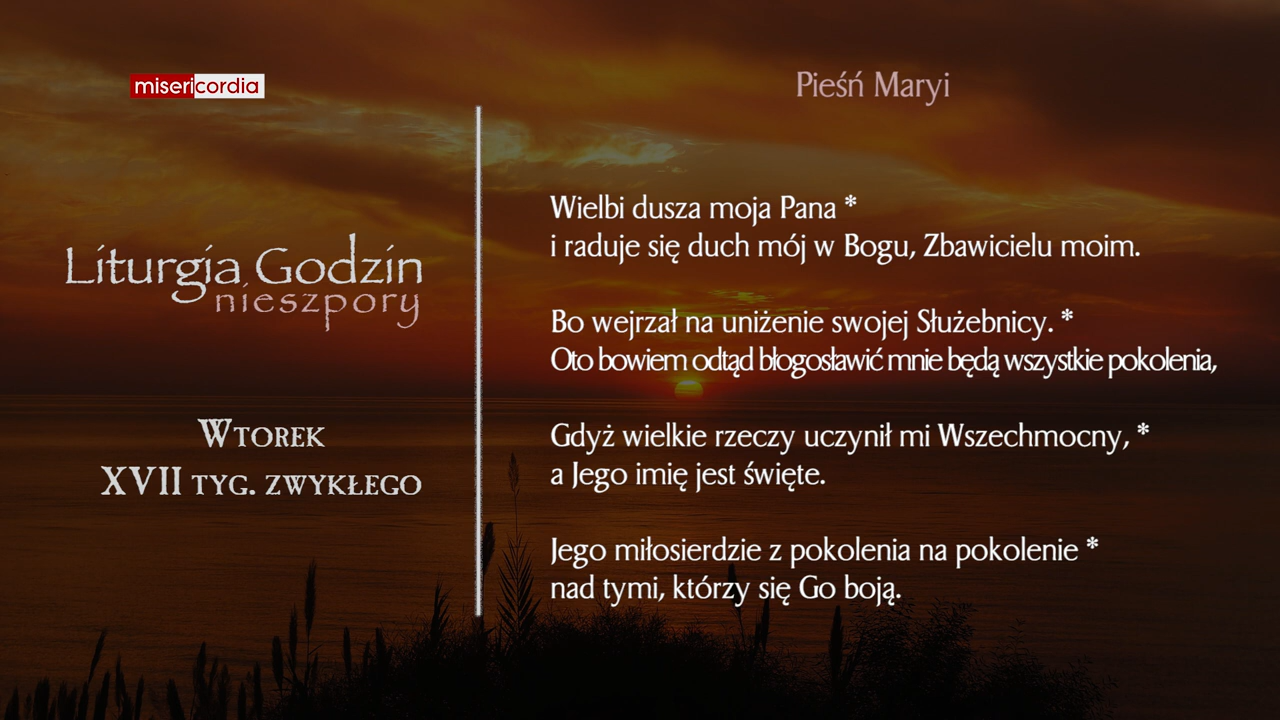 misericordia
Liturgia Godzin
nieszpory
Wtorek
XVII tyg. zwykłego
Pieśń Maryi
Wielbi dusza moja Pana *
i raduje się duch mój w Bogu, Zbawicielu moim.
Bo wejrzał na uniżenie swojej Służebnicy. *
Oto bowiem odtąd błogosławić mnie będą wszystkie pokolenia,
Gdyż wielkie rzeczy uczynił mi Wszechmocny, *
a Jego imię jest święte.
Jego miłosierdzie z pokolenia na pokolenie *
nad tymi, którzy się Go boją.